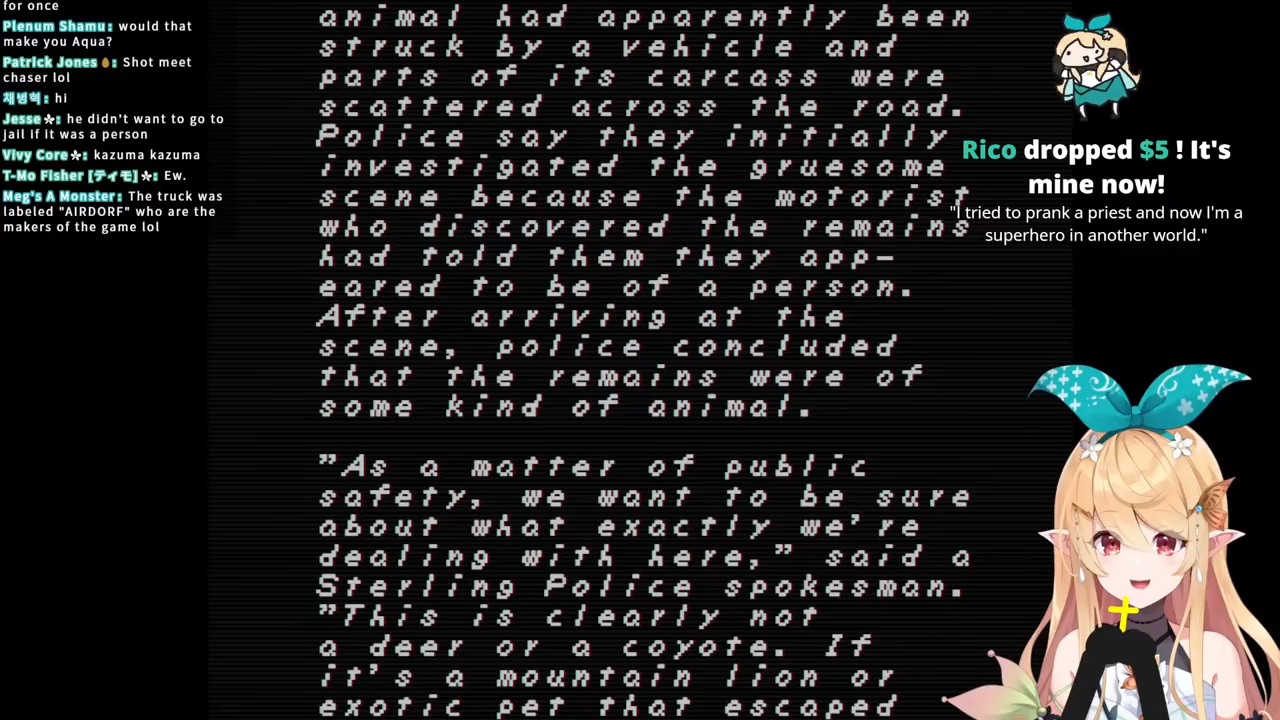 for once
Plenum Shamu: would that
make you Aqua?
Patrick Jones: Shot meet
chaser lol
채병혁: hi
Jesse: he didn't want to go to
jail if it was a person
Vivy Core: kazuma kazuma
T-Mo Fisher [ティモ]: Ew.
Meg's A Monster: The truck was
labeled "AIRDORF" who are the
makers of the game lol
animal had apparently been
struck by a vehicle and
parts of its carcass were
scattered across the road.
Police say they initially
investigated the gruesome
scene because the motorist
who discovered the remains
had told them they app-
eared to be of a person.
After arriving at the
scene, police concluded
that the remains were of
some kind of animal.
"As a matter of public
safety, we want to be sure
about what exactly we're
dealing with here," said a
Sterling Police spokesman.
"This is clearly not
a deer or a coyote. If
it's a mountain lion or
exotic pet that escaped
Rico dropped $5 ! It's
mine now!
"I tried to prank a priest and now I'm a
superhero in another world."